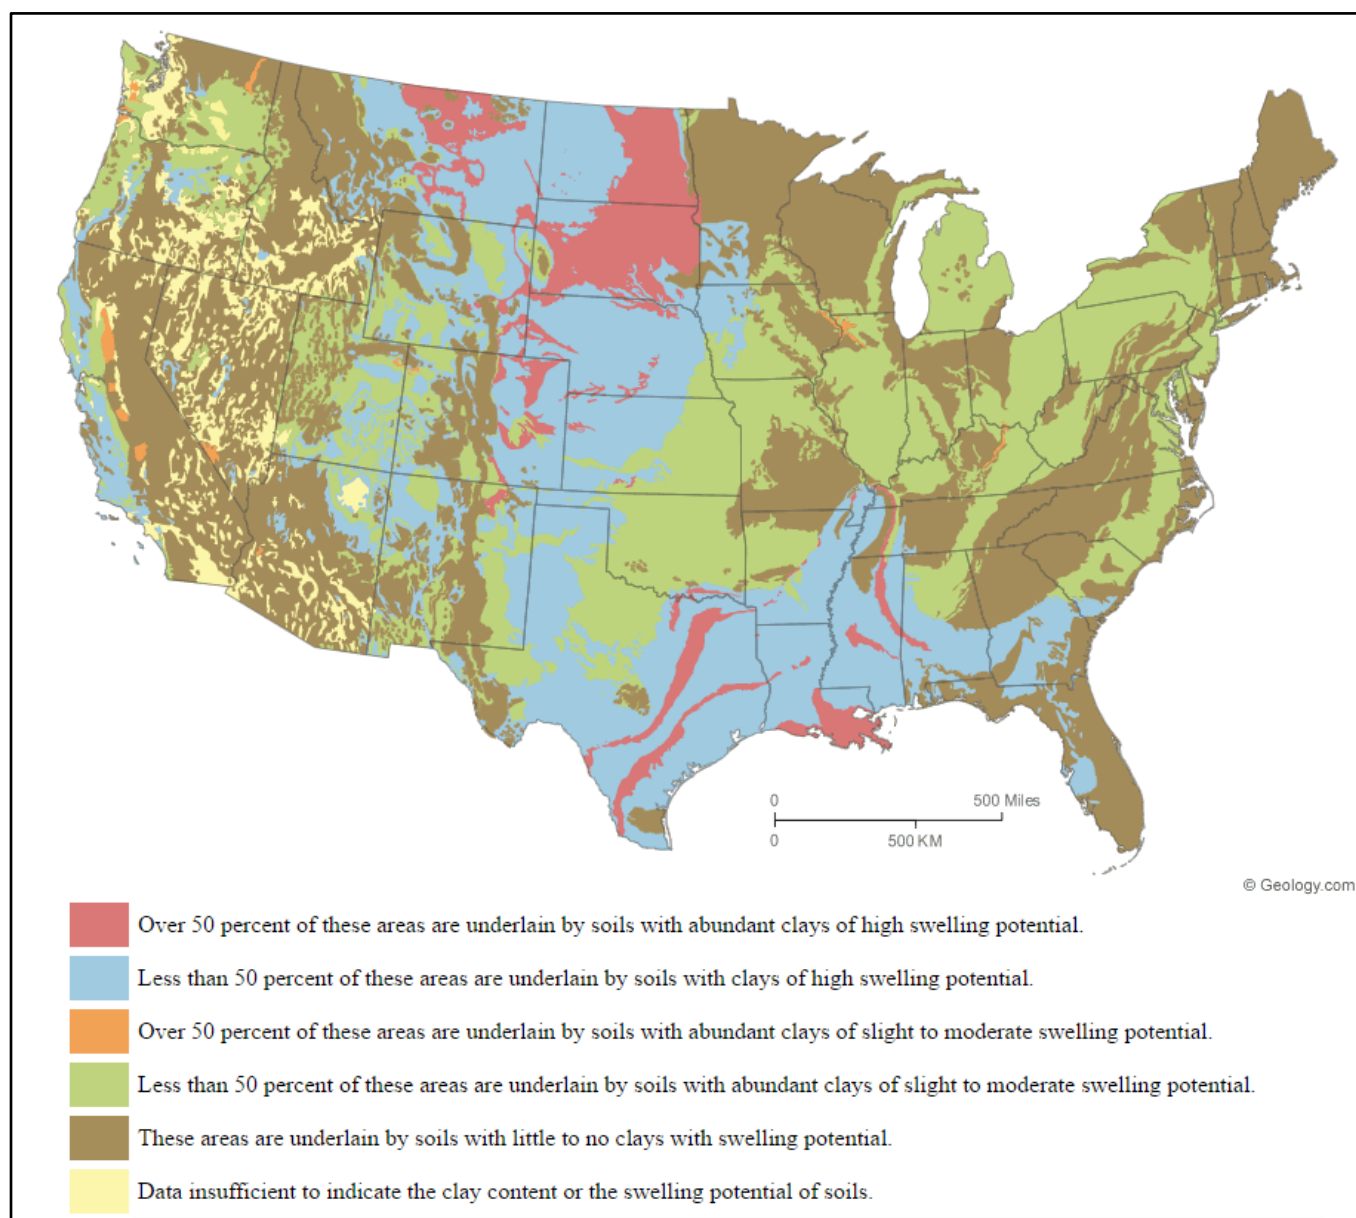 0 500 Miles
0 500 KM
© Geology.com
Over 50 percent of these areas are underlain by soils with abundant clays of high swelling potential.
Less than 50 percent of these areas are underlain by soils with clays of high swelling potential.
Over 50 percent of these areas are underlain by soils with abundant clays of slight to moderate swelling potential.
Less than 50 percent of these areas are underlain by soils with abundant clays of slight to moderate swelling potential.
These areas are underlain by soils with little to no clays with swelling potential.
Data insufficient to indicate the clay content or the swelling potential of soils.